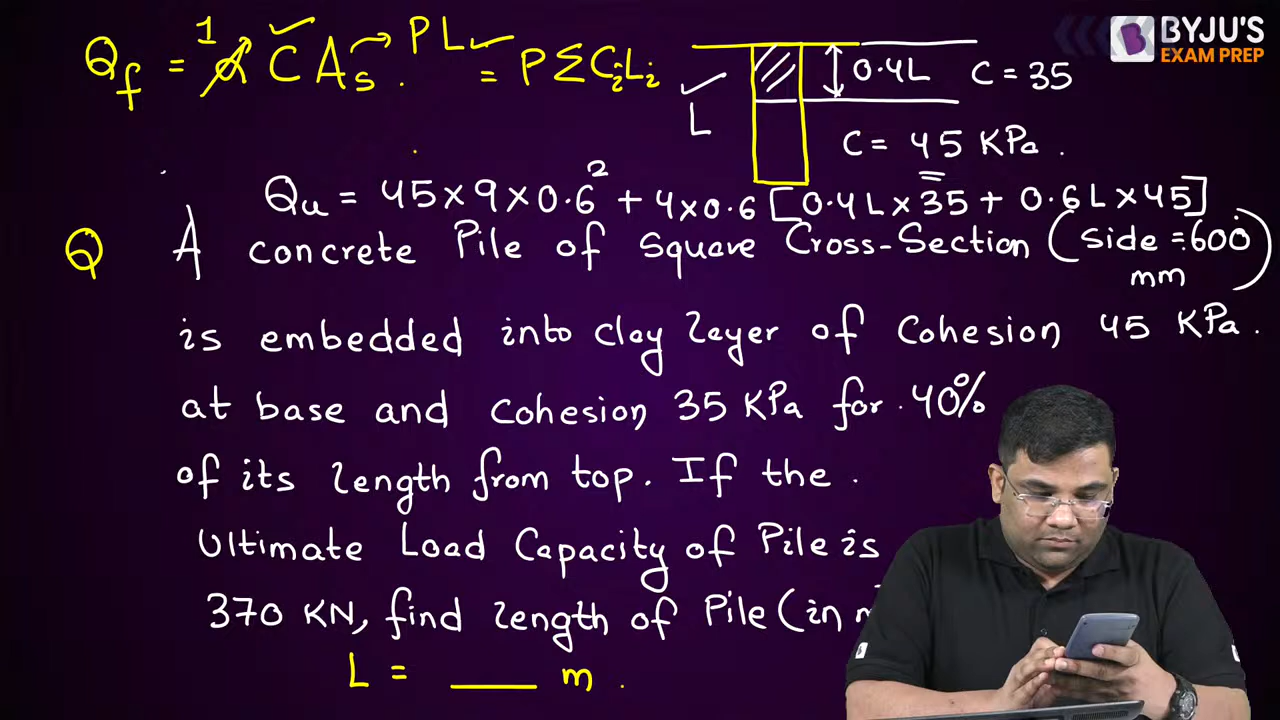 BYJU'S
EXAM PREP
Qf = 1 α C As → PL = P Σ CiLi
0.4L C = 35
L
C = 45 KPa.
Qu = 45×9×0.6² + 4×0.6 [0.4L×35 + 0.6L×45]
Q A concrete Pile of Square Cross-Section (side = 600 mm)
is embedded into clay layer of Cohesion 45 KPa.
at base and Cohesion 35 KPa for 40%
of its length from top. If the
Ultimate Load Capacity of Pile is
370 KN, find length of Pile (in m
L = ____ m.